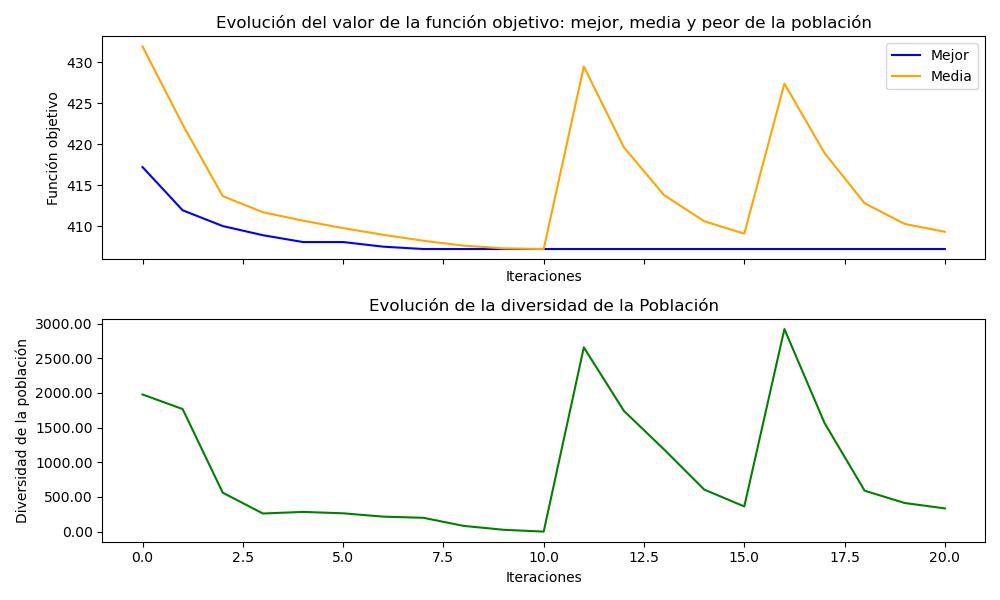 Evolución del valor de la función objetivo: mejor, media y peor de la población
Función objetivo
430
425
420
415
410
Mejor
Media
Iteraciones
Evolución de la diversidad de la Población
Diversidad de la población
3000.00
2500.00
2000.00
1500.00
1000.00
500.00
0.00
0.0 2.5 5.0 7.5 10.0 12.5 15.0 17.5 20.0
Iteraciones